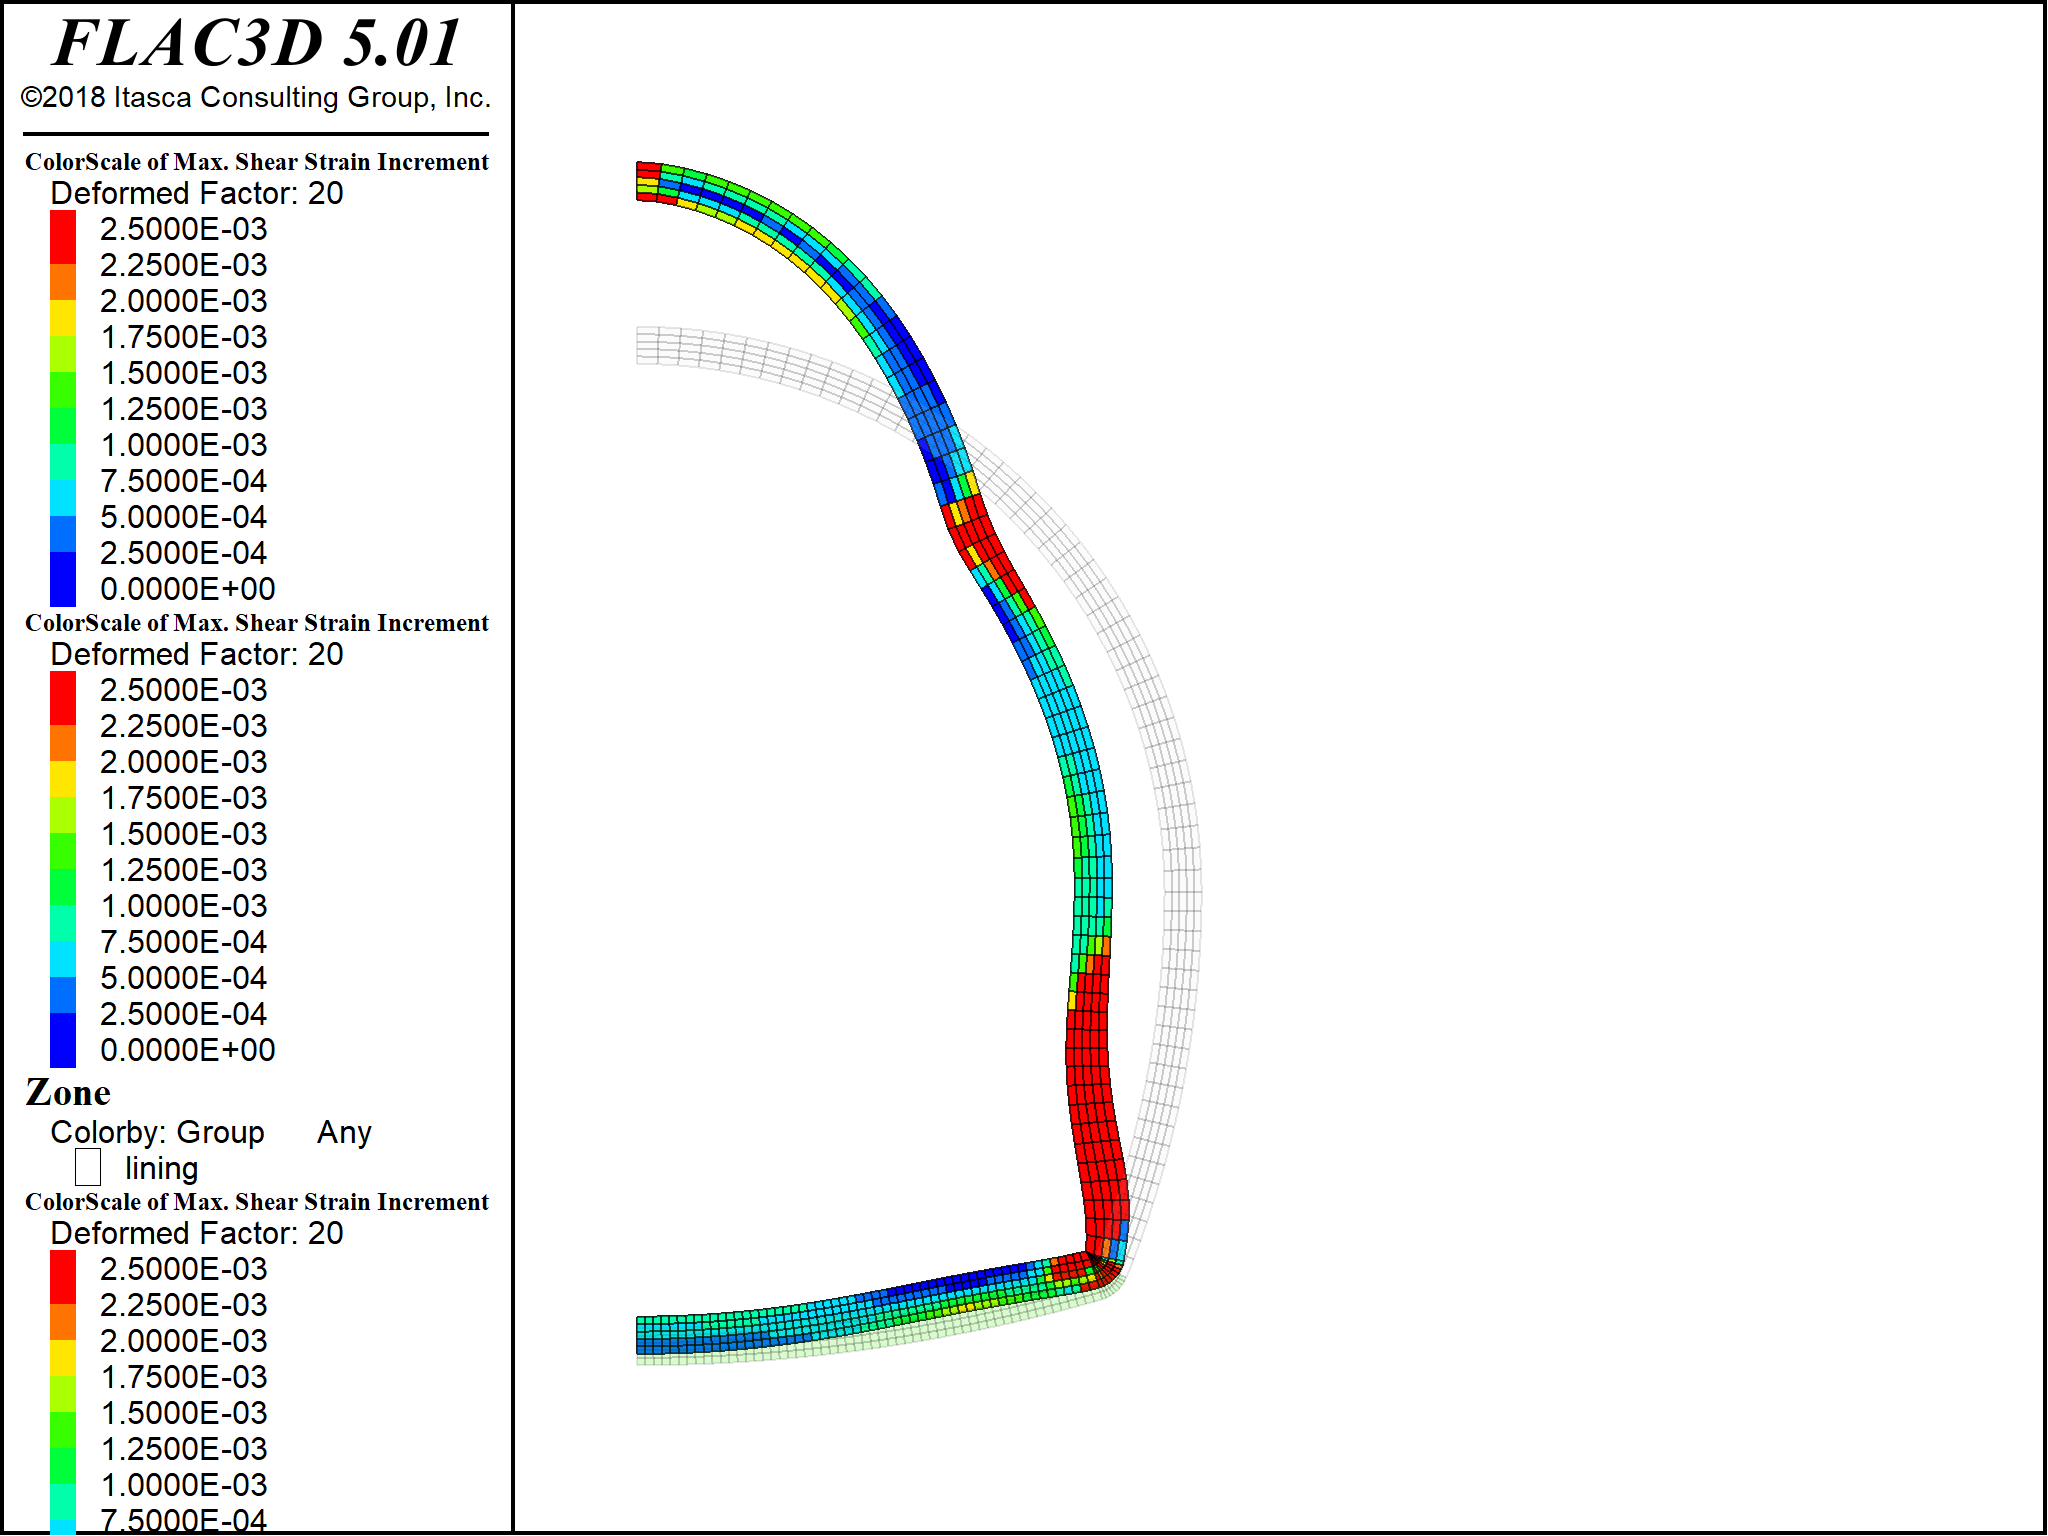 FLAC3D 5.01
©2018 Itasca Consulting Group, Inc.
ColorScale of Max. Shear Strain Increment
Deformed Factor: 20
2.5000E-03
2.2500E-03
2.0000E-03
1.7500E-03
1.5000E-03
1.2500E-03
1.0000E-03
7.5000E-04
5.0000E-04
2.5000E-04
0.0000E+00
ColorScale of Max. Shear Strain Increment
Deformed Factor: 20
2.5000E-03
2.2500E-03
2.0000E-03
1.7500E-03
1.5000E-03
1.2500E-03
1.0000E-03
7.5000E-04
5.0000E-04
2.5000E-04
0.0000E+00
Zone
Colorby: Group Any
lining
ColorScale of Max. Shear Strain Increment
Deformed Factor: 20
2.5000E-03
2.2500E-03
2.0000E-03
1.7500E-03
1.5000E-03
1.2500E-03
1.0000E-03
7.5000E-04